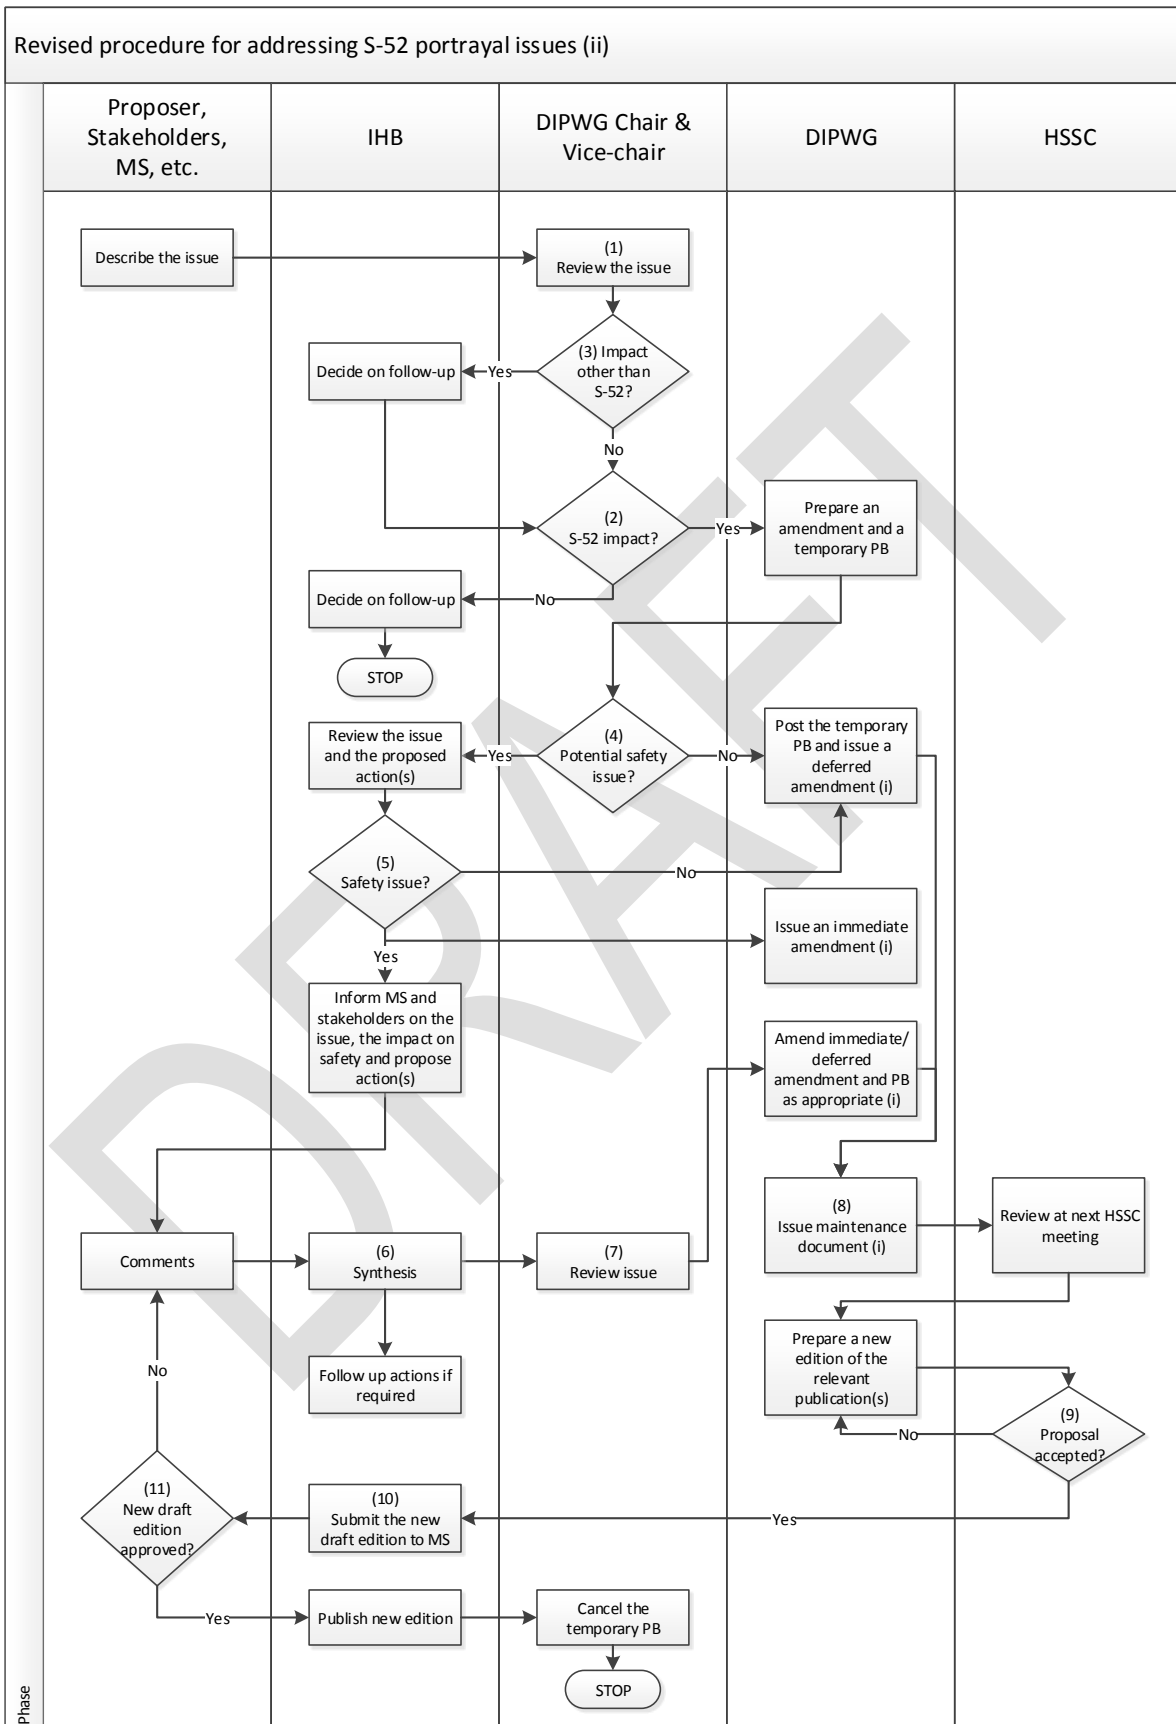 Revised procedure for addressing S-52 portrayal issues (ii)
Proposer,
Stakeholders,
MS, etc.
IHB
DIPWG Chair &
Vice-chair
DIPWG
HSSC
Describe the issue
(1)
Review the issue
Decide on follow-up
Yes
(3) Impact
other than
S-52?
No
(2)
S-52 impact?
Yes
Prepare an
amendment and a
temporary PB
Decide on follow-up
No
STOP
Review the issue
and the proposed
action(s)
Yes
(4)
Potential safety
issue?
No
Post the temporary
PB and issue a
deferred
amendment (i)
(5)
Safety issue?
No
Yes
Issue an immediate
amendment (i)
Inform MS and
stakeholders on the
issue, the impact on
safety and propose
action(s)
Amend immediate/
deferred
amendment and PB
as appropriate (i)
(8)
Issue maintenance
document (i)
Review at next HSSC
meeting
Comments
(6)
Synthesis
(7)
Review issue
No
Follow up actions if
required
Prepare a new
edition of the
relevant
publication(s)
No
(9)
Proposal
accepted?
(11)
New draft
edition
approved?
(10)
Submit the new
draft edition to MS
Yes
Yes
Publish new edition
Cancel the
temporary PB
STOP
Phase
DRAFT